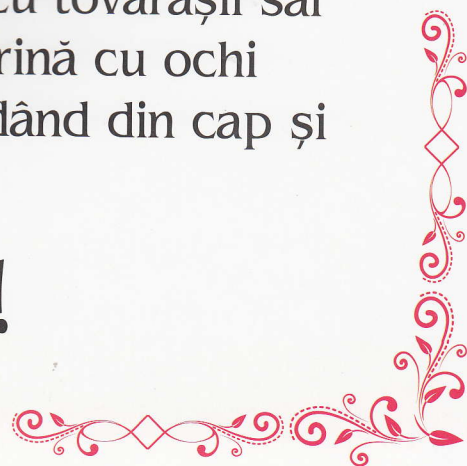 cu tovarășii săi
rină cu ochi
dând din cap și
!